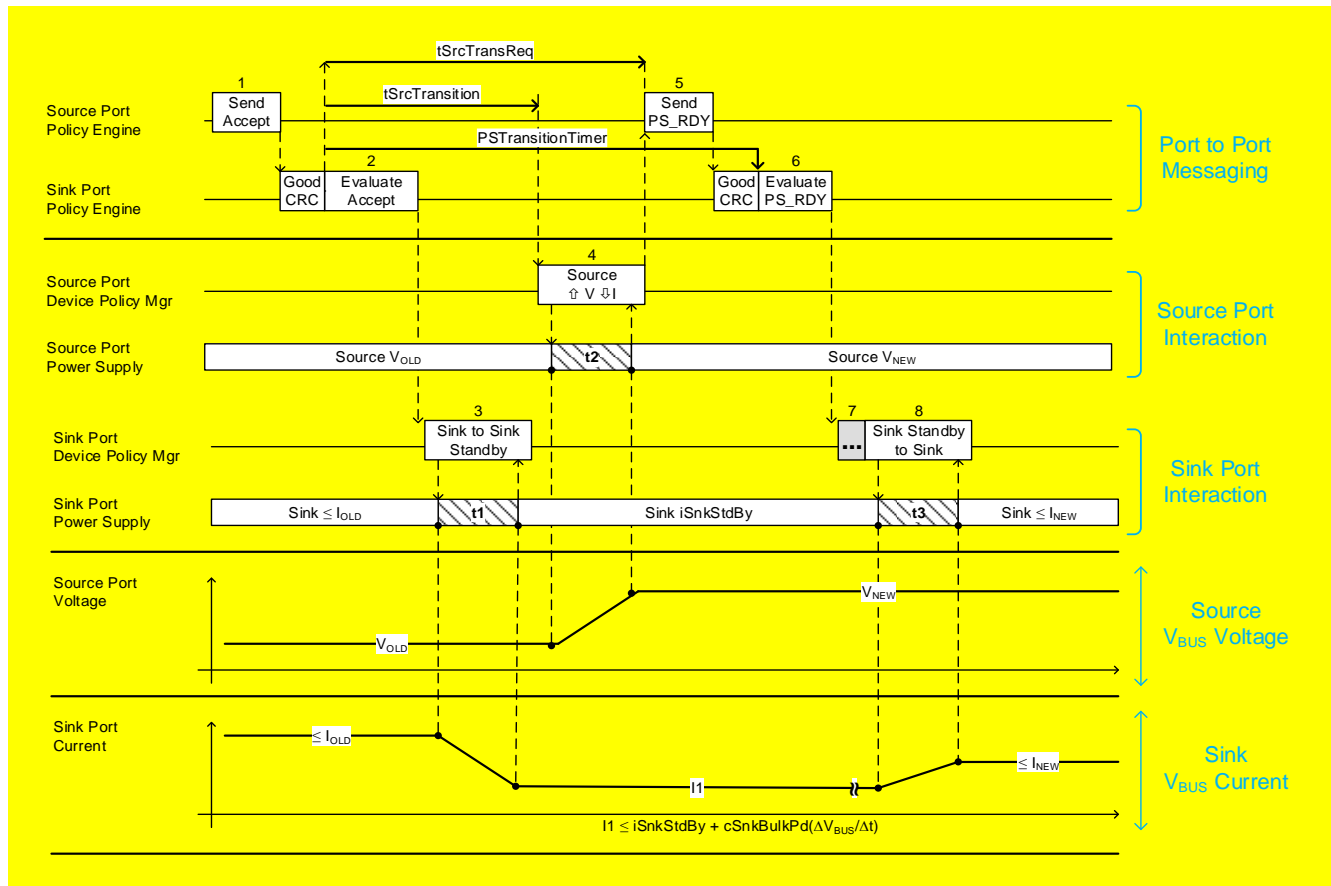 tSrcTransReq
1
5
Source Port
Policy Engine
Send
Accept
tSrcTransition
Send
PS_RDY
PSTransitionTimer
2
6
Sink Port
Policy Engine
Good
CRC
Evaluate
Accept
Good
CRC
Evaluate
PS_RDY
Port to Port
Messaging
4
Source Port
Device Policy Mgr
Source
⇧ V ⇩I
Source Port
Power Supply
Source VOLD
t2
Source VNEW
Source Port
Interaction
3
7
8
Sink Port
Device Policy Mgr
Sink to Sink
Standby
...
Sink Standby
to Sink
Sink Port
Power Supply
Sink ≤ IOLD
t1
Sink iSnkStdBy
t3
Sink ≤ INEW
Sink Port
Interaction
Source Port
Voltage
VOLD
VNEW
Source
VBUS Voltage
Sink Port
Current
≤ IOLD
I1
≤ INEW
I1 ≤ iSnkStdBy + cSnkBulkPd(ΔVBUS/Δt)
Sink
VBUS Current